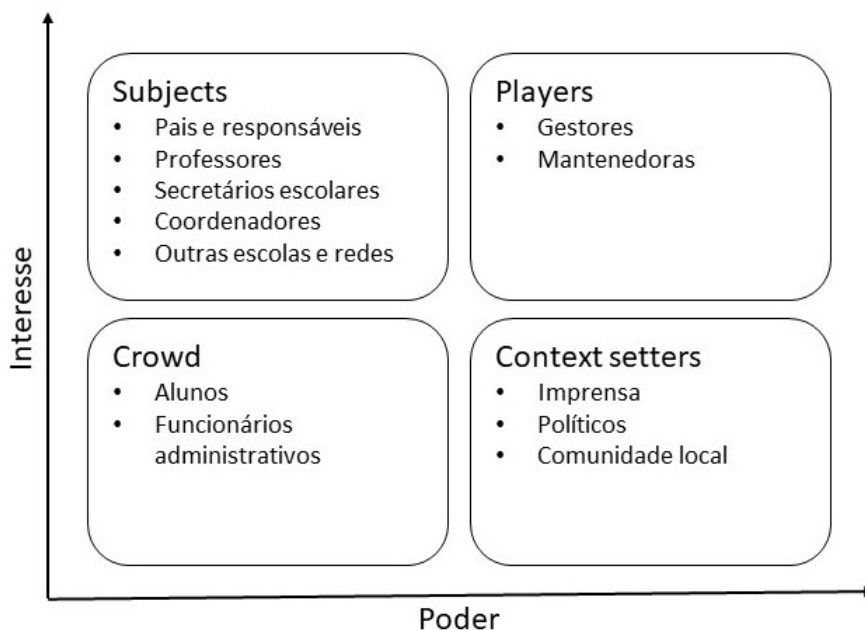 Interesse
Subjects
• Pais e responsáveis
• Professores
• Secretários escolares
• Coordenadores
• Outras escolas e redes
Players
• Gestores
• Mantenedoras
Crowd
• Alunos
• Funcionários
administrativos
Context setters
• Imprensa
• Políticos
• Comunidade local
Poder